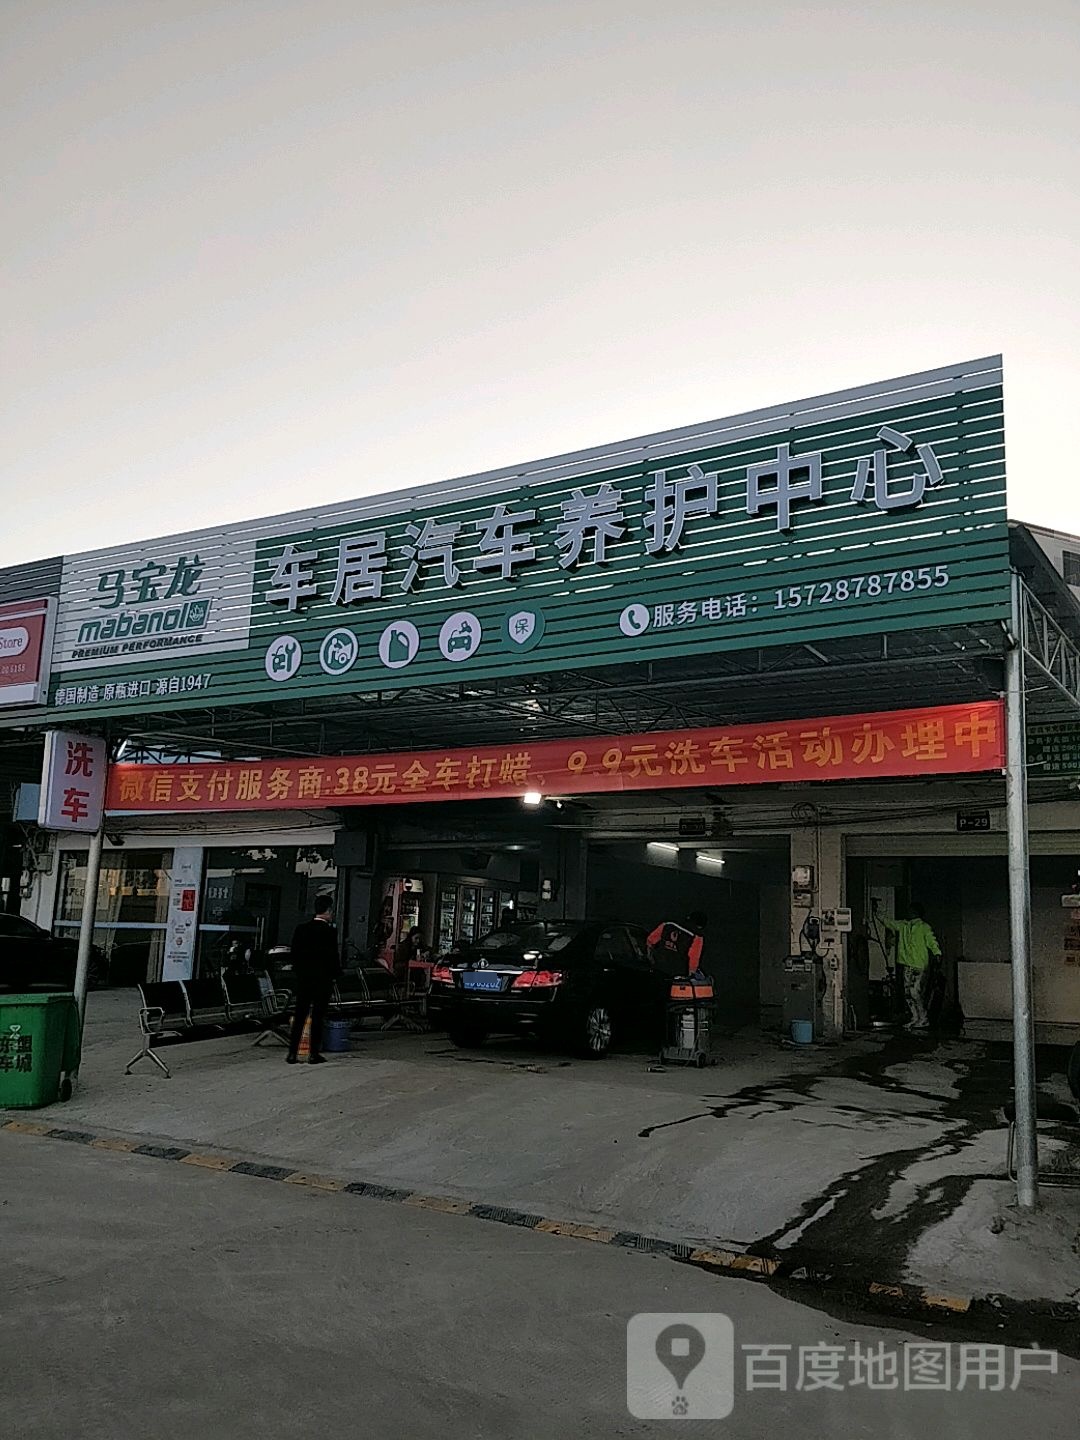 车居汽车养护中心
马宝龙
mabanol
PREMIUM PERFORMANCE
保
服务电话：15728787855
德国制造 原瓶进口 源自1947
Store
洗车
微信支付服务商:38元全车打蜡、9.9元洗车活动办理中
P-29
车城
百度地图用户